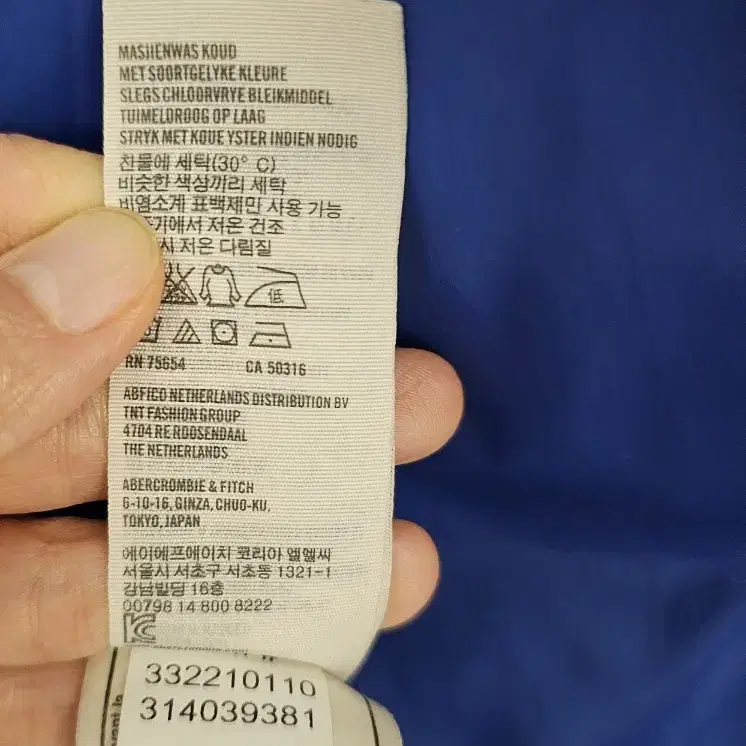 MASJIENWAS KOUD
MET SOORTGELYKE KLEURE
SLEGS CHLOORVRYE BLEIKMIDDEL
TUIMELDROOG OP LAAG
STRYK MET KOUE YSTER INDIEN NODIG
찬물에 세탁(30° C)
비슷한 색상끼리 세탁
비염소계 표백제만 사용 가능
저온 건조
저온 다림질
低
RN 75654 CA 50316
ABFICO NETHERLANDS DISTRIBUTION BV
TNT FASHION GROUP
4704 RE ROOSENDAAL
THE NETHERLANDS
ABERCROMBIE & FITCH
6-10-16, GINZA, CHUO-KU,
TOKYO, JAPAN
에이에프에이치 코리아 엘엘씨
서울시 서초구 서초동 1321-1
강남빌딩 16층
00798 14 800 8222
332210110
314039381